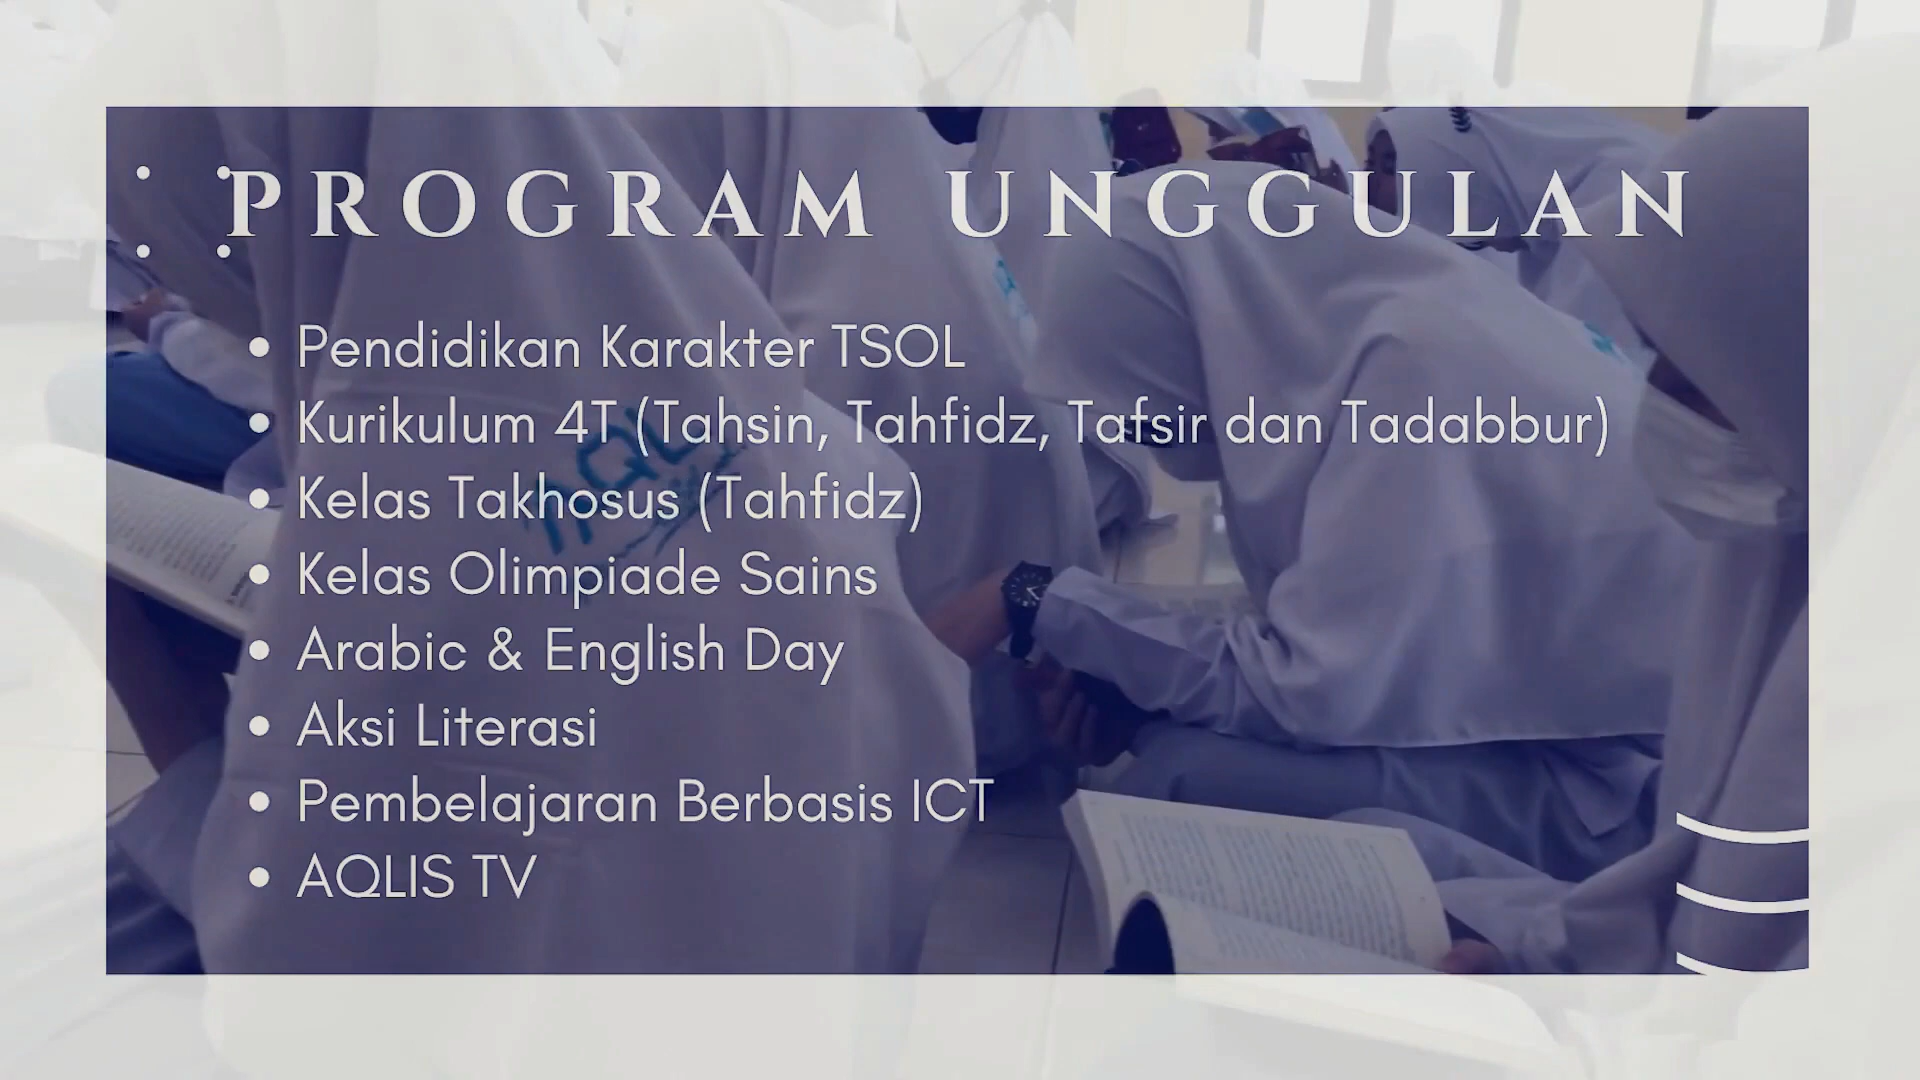 PROGRAM UNGGULAN
• Pendidikan Karakter TSOL
• Kurikulum 4T (Tahsin, Tahfidz, Tafsir dan Tadabbur)
• Kelas Takhosus (Tahfidz)
• Kelas Olimpiade Sains
• Arabic & English Day
• Aksi Literasi
• Pembelajaran Berbasis ICT
• AQLIS TV